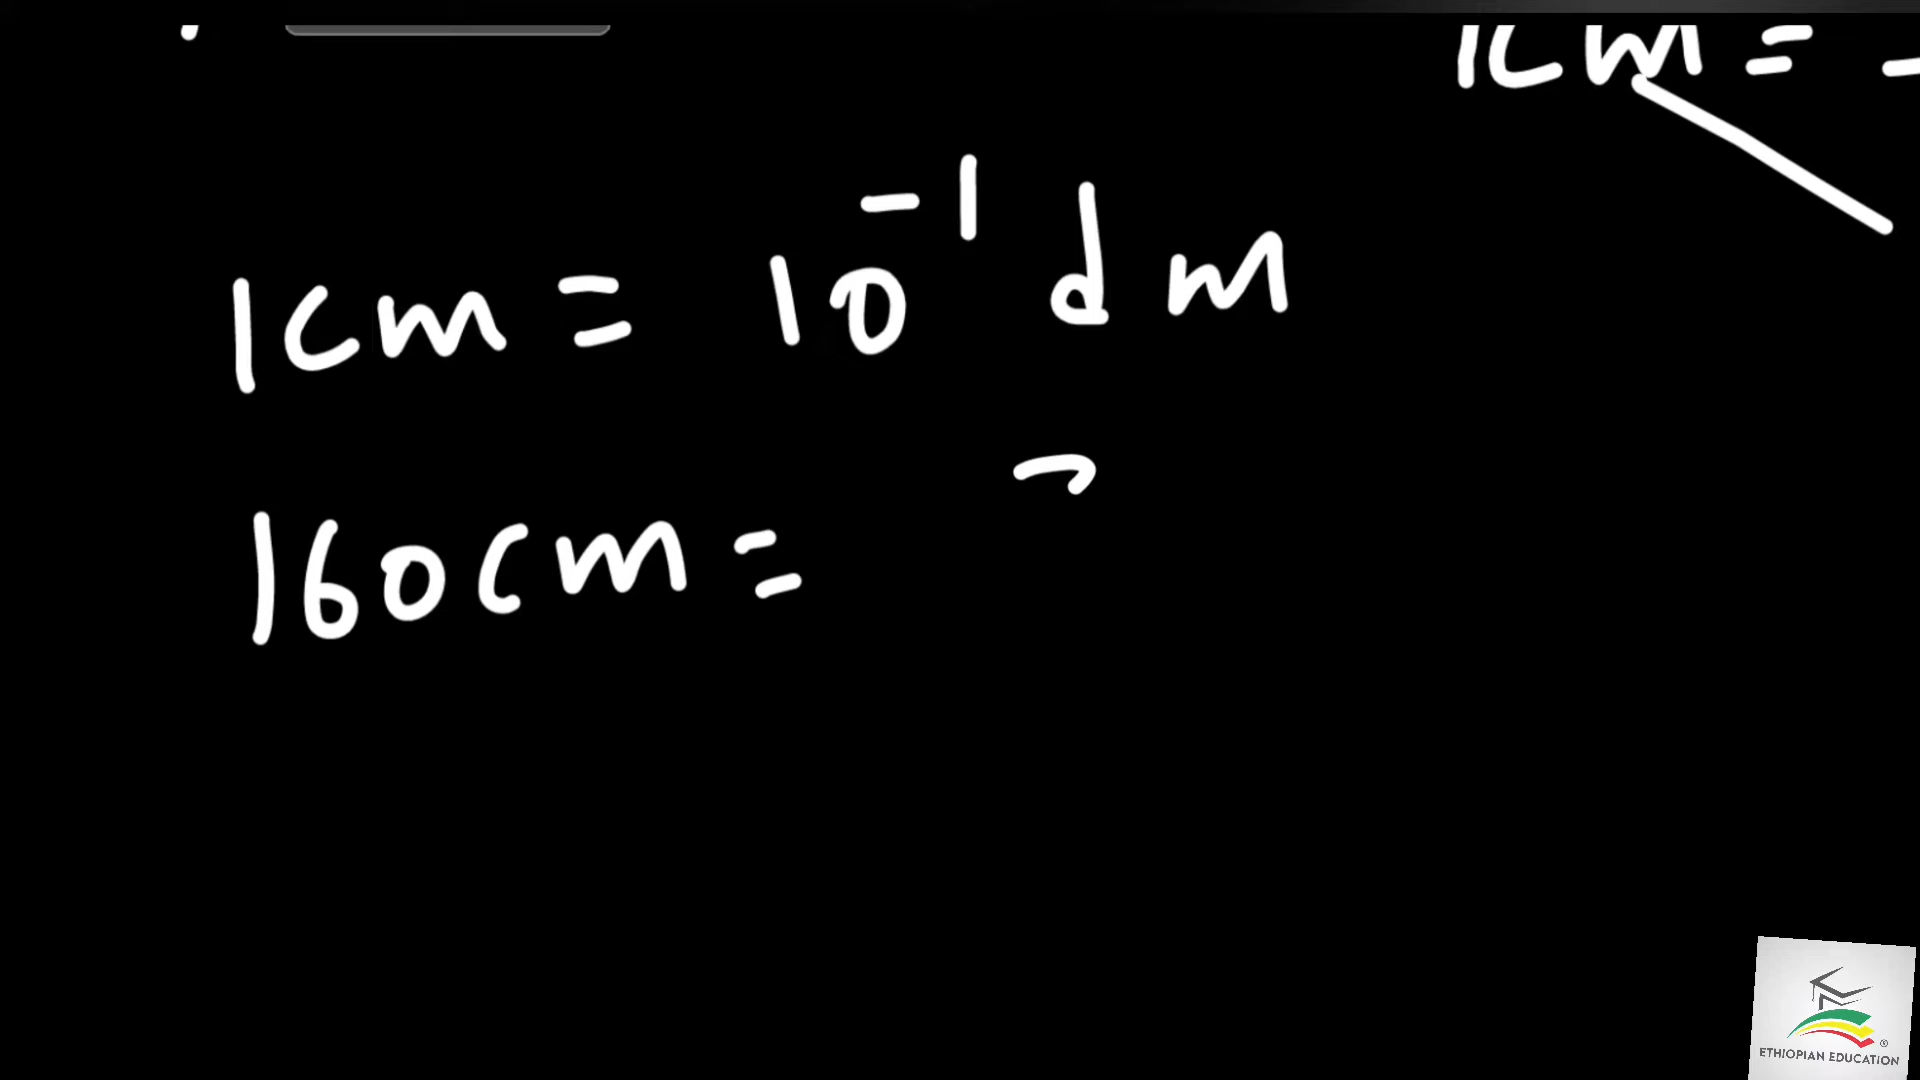 1cm =
1cm = 10⁻¹ dm
160cm = ?
ETHIOPIAN EDUCATION